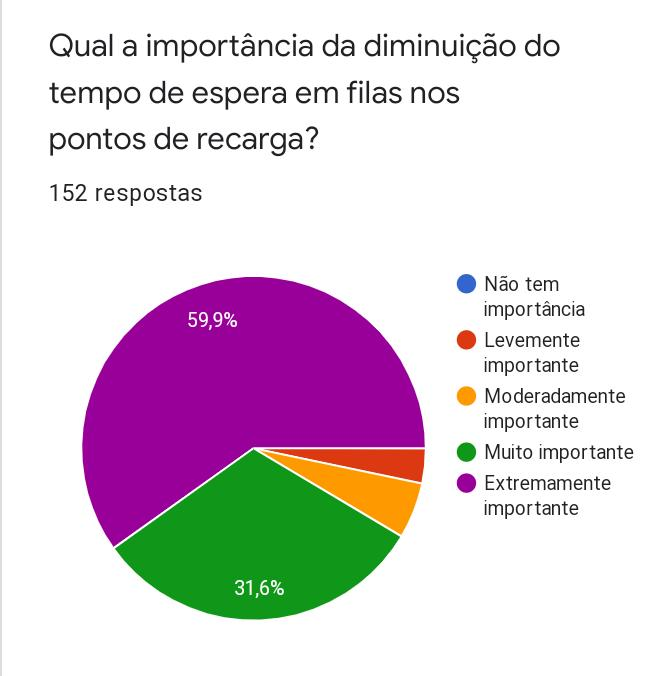 Qual a importância da diminuição do
tempo de espera em filas nos
pontos de recarga?
152 respostas
59,9%
31,6%
Não tem
importância
Levemente
importante
Moderadamente
importante
Muito importante
Extremamente
importante